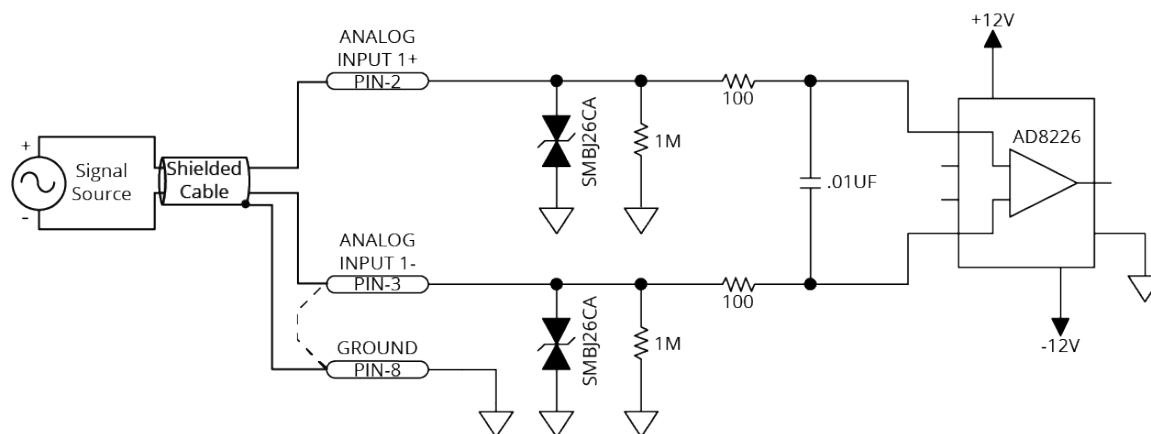 +12V
ANALOG
INPUT 1+
PIN-2
100
SMBJ26CA
1M
AD8226
+
Signal
Source
-
Shielded
Cable
.01UF
ANALOG
INPUT 1-
PIN-3
100
SMBJ26CA
1M
-12V
GROUND
PIN-8